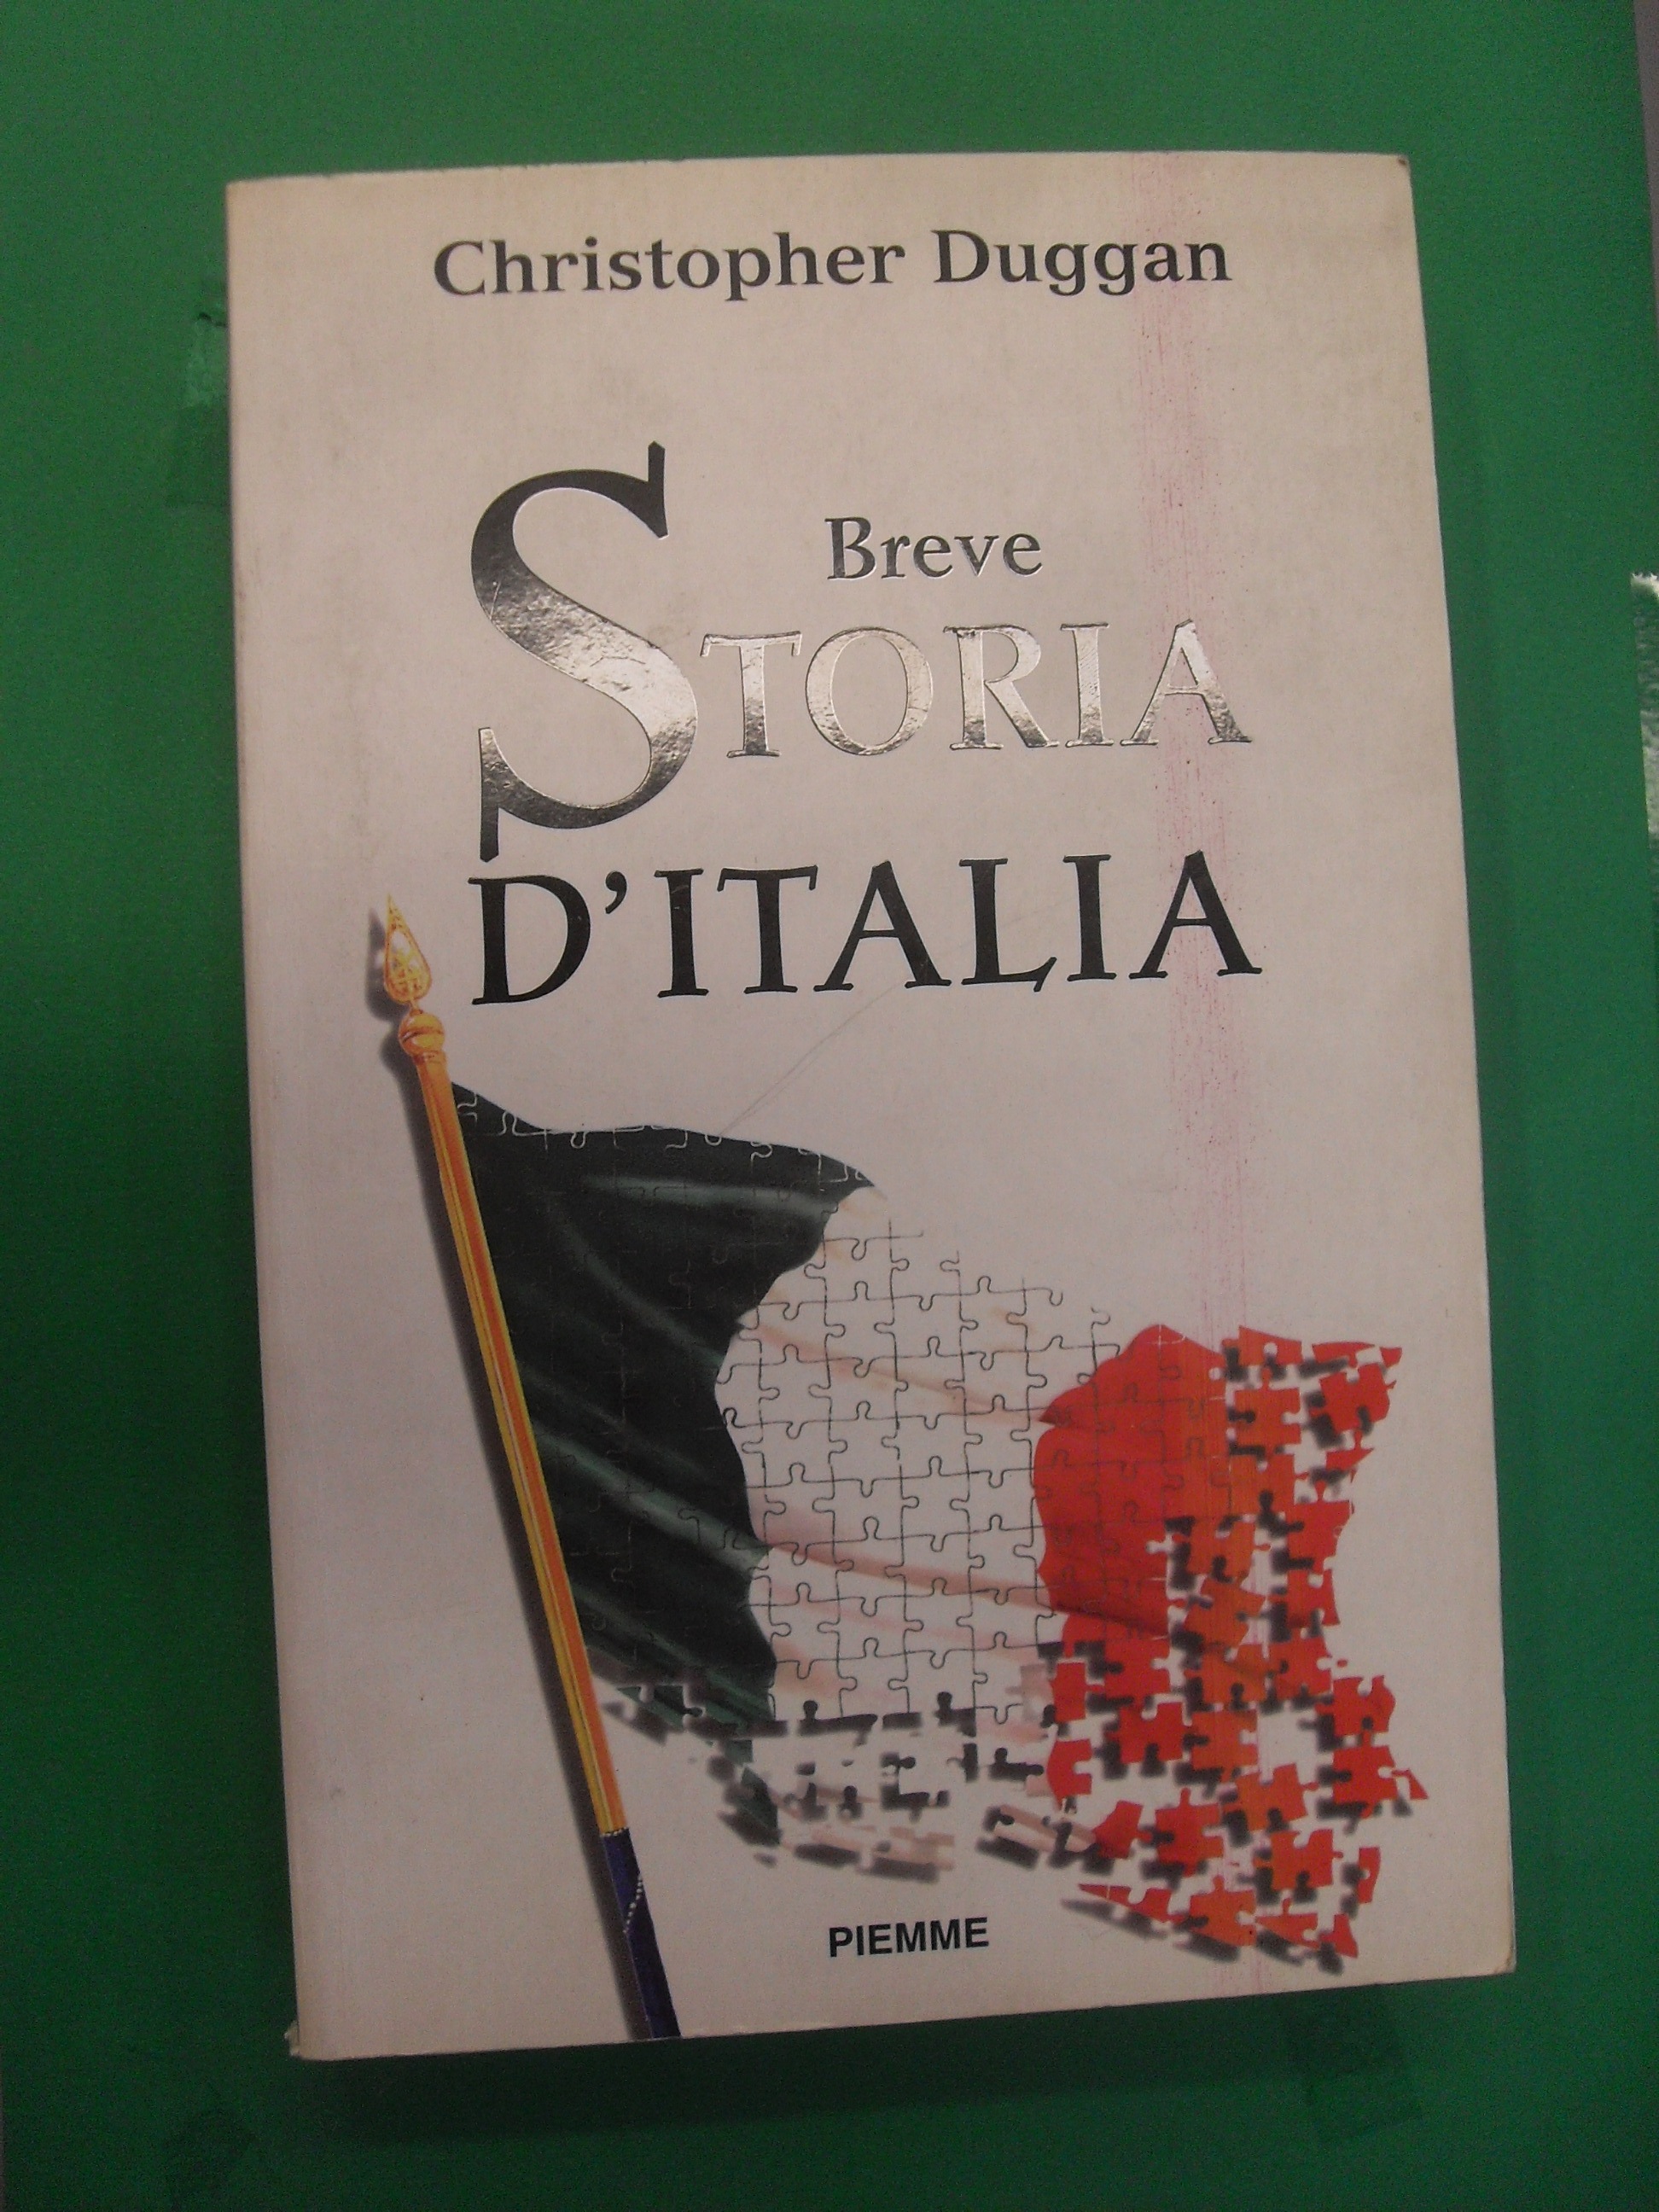 Christopher Duggan
Breve
STORIA
D'ITALIA
PIEMME